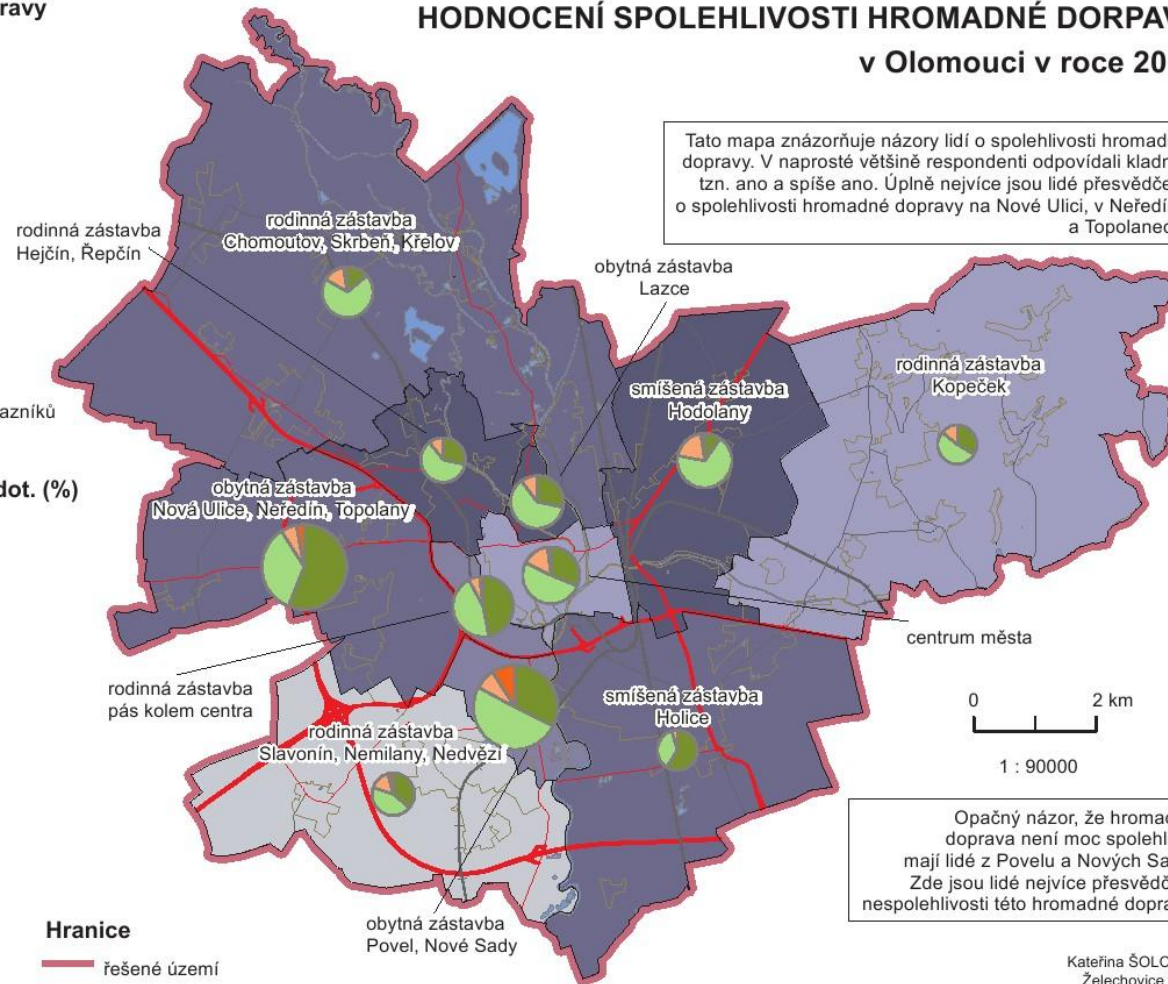 HODNOCENÍ SPOLEHLIVOSTI HROMADNÉ DORPAV
v Olomouci v roce 20
ravy
Tato mapa znázorňuje názory lidí o spolehlivosti hromad
dopravy. V naprosté většině respondenti odpovídali kladn
tzn. ano a spíše ano. Úplně nejvíce jsou lidé přesvědče
o spolehlivosti hromadné dopravy na Nové Ulici, v Neředí
a Topolanec
rodinná zástavba
Hejčín, Řepčín
rodinná zástavba
Chomoutov, Skrbeň, Křelov
obytná zástavba
Lazce
smíšená zástavba
Hodolany
rodinná zástavba
Kopeček
azníků
dot. (%)
obytná zástavba
Nová Ulice, Neředín, Topolany
centrum města
rodinná zástavba
pás kolem centra
smíšená zástavba
Holice
rodinná zástavba
Slavonín, Nemilany, Nedvězí
0 2 km
1 : 90000
Opačný názor, že hromad
doprava není moc spolehl
mají lidé z Povelu a Nových Sa
Zde jsou lidé nejvíce přesvědč
nespolehlivosti této hromadné dopra
obytná zástavba
Povel, Nové Sady
Hranice
řešené území
Kateřina ŠOLC
Želechovice